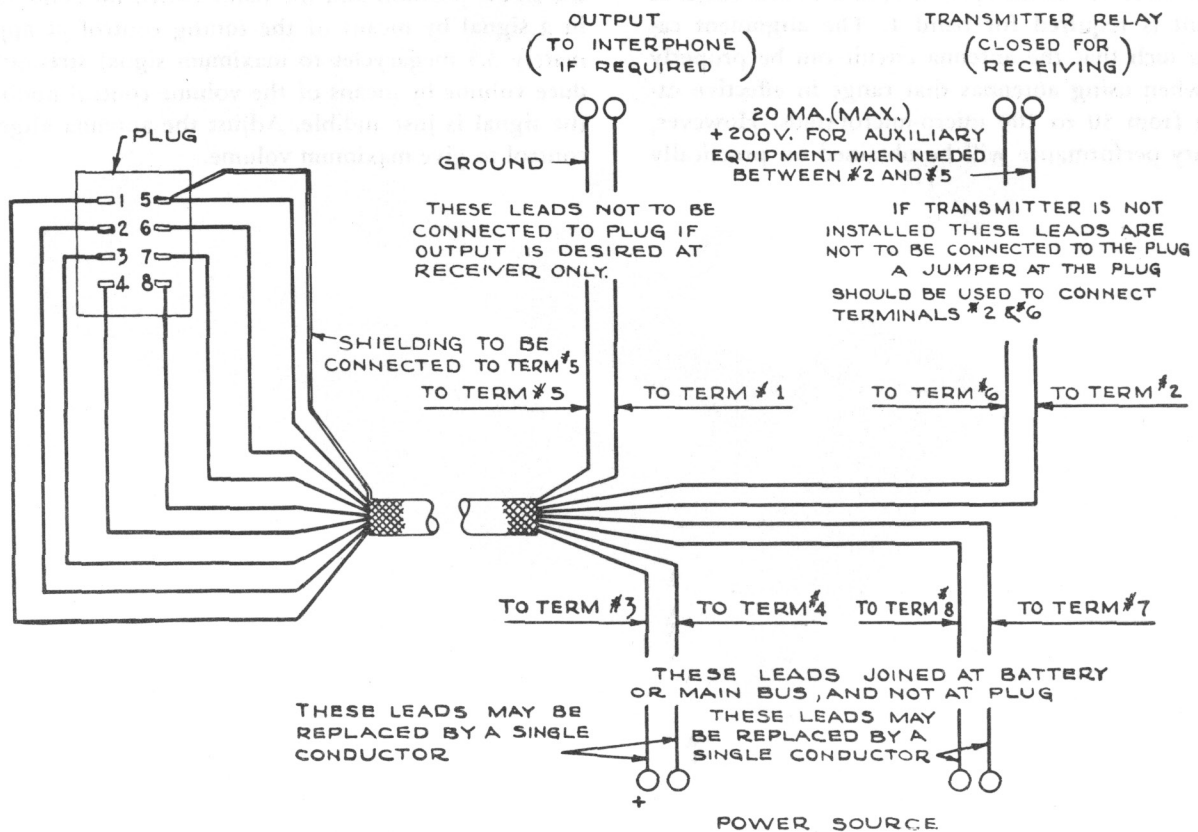 OUTPUT
(TO INTERPHONE
IF REQUIRED)
TRANSMITTER RELAY
(CLOSED FOR
RECEIVING)
PLUG
1 5
2 6
3 7
4 8
GROUND
20 M.A.(MAX.)
+200V. FOR AUXILIARY
EQUIPMENT WHEN NEEDED
BETWEEN #2 AND #5
THESE LEADS NOT TO BE
CONNECTED TO PLUG IF
OUTPUT IS DESIRED AT
RECEIVER ONLY.
IF TRANSMITTER IS NOT
INSTALLED THESE LEADS ARE
NOT TO BE CONNECTED TO THE PLUG
A JUMPER AT THE PLUG
SHOULD BE USED TO CONNECT
TERMINALS #2 & #6
SHIELDING TO BE
CONNECTED TO TERM #5
TO TERM #5
TO TERM #1
TO TERM #6
TO TERM #2
TO TERM #3
TO TERM #4
TO TERM #8
TO TERM #7
THESE LEADS JOINED AT BATTERY
OR MAIN BUS, AND NOT AT PLUG
THESE LEADS MAY BE
REPLACED BY A SINGLE
CONDUCTOR
THESE LEADS MAY
BE REPLACED BY A
SINGLE CONDUCTOR
+
POWER SOURCE